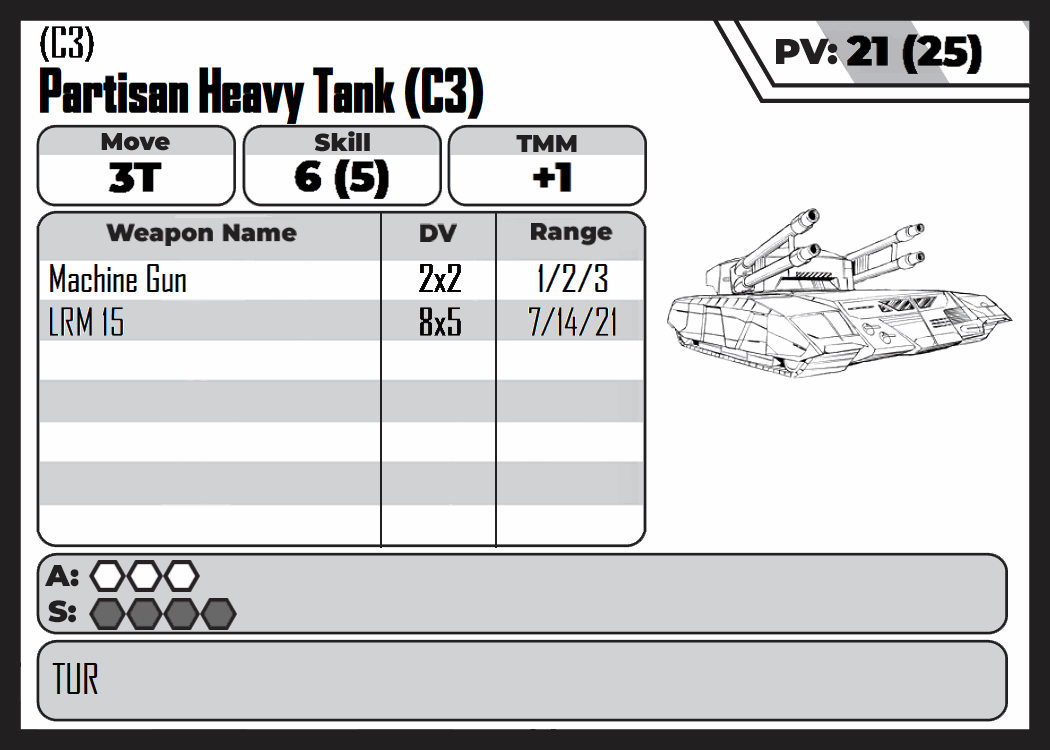 (C3)
PV: 21 (25)
Partisan Heavy Tank (C3)
Move Skill TMM
3T 6 (5) +1
Weapon Name DV Range
Machine Gun 2x2 1/2/3
LRM 15 8x5 7/14/21
A:
S:
TUR